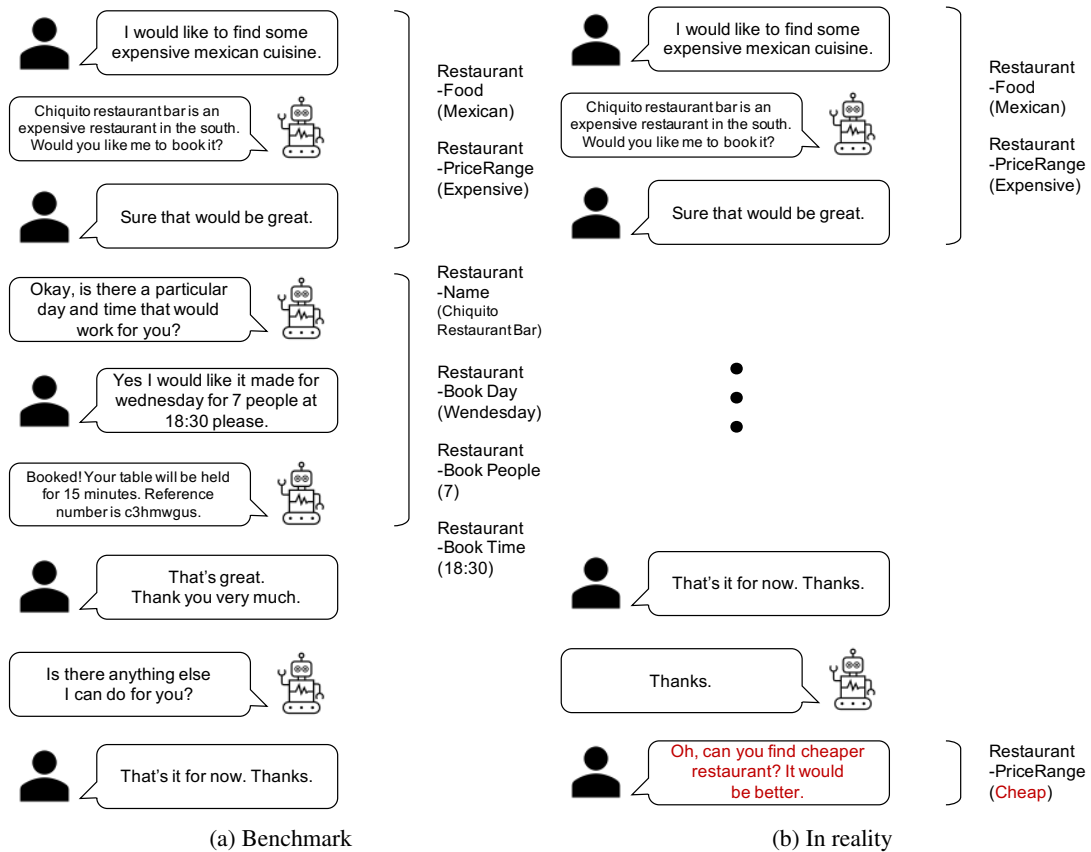 I would like to find some
expensive mexican cuisine.
Chiquito restaurant bar is an
expensive restaurant in the south.
Would you like me to book it?
Sure that would be great.
Restaurant
-Food
(Mexican)
Restaurant
-PriceRange
(Expensive)
Okay, is there a particular
day and time that would
work for you?
Yes I would like it made for
wednesday for 7 people at
18:30 please.
Booked! Your table will be held
for 15 minutes. Reference
number is c3hmwgus.
Restaurant
-Name
(Chiquito
Restaurant Bar)
Restaurant
-Book Day
(Wendesday)
Restaurant
-Book People
(7)
Restaurant
-Book Time
(18:30)
That's great.
Thank you very much.
Is there anything else
I can do for you?
That's it for now. Thanks.
(a) Benchmark
I would like to find some
expensive mexican cuisine.
Chiquito restaurant bar is an
expensive restaurant in the south.
Would you like me to book it?
Sure that would be great.
Restaurant
-Food
(Mexican)
Restaurant
-PriceRange
(Expensive)
That's it for now. Thanks.
Thanks.
Oh, can you find cheaper
restaurant? It would
be better.
Restaurant
-PriceRange
(Cheap)
(b) In reality